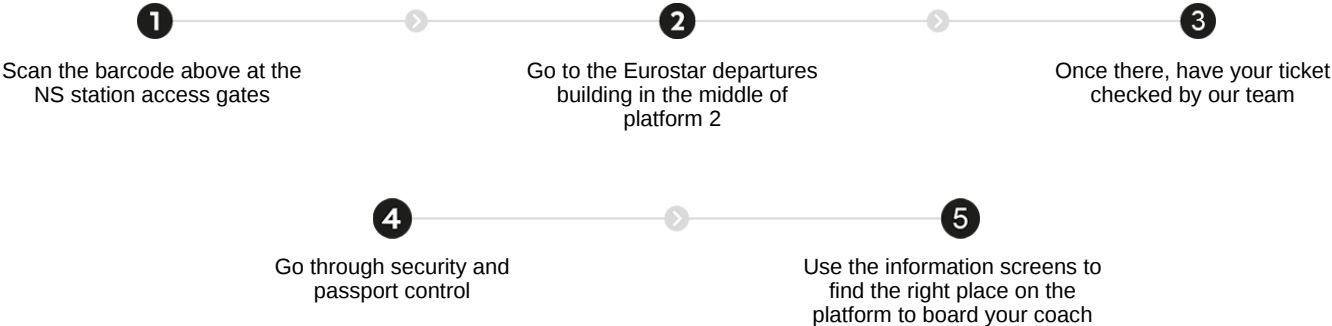 1
2
3
Scan the barcode above at the
NS station access gates
Go to the Eurostar departures
building in the middle of
platform 2
Once there, have your ticket
checked by our team
4
5
Go through security and
passport control
Use the information screens to
find the right place on the
platform to board your coach